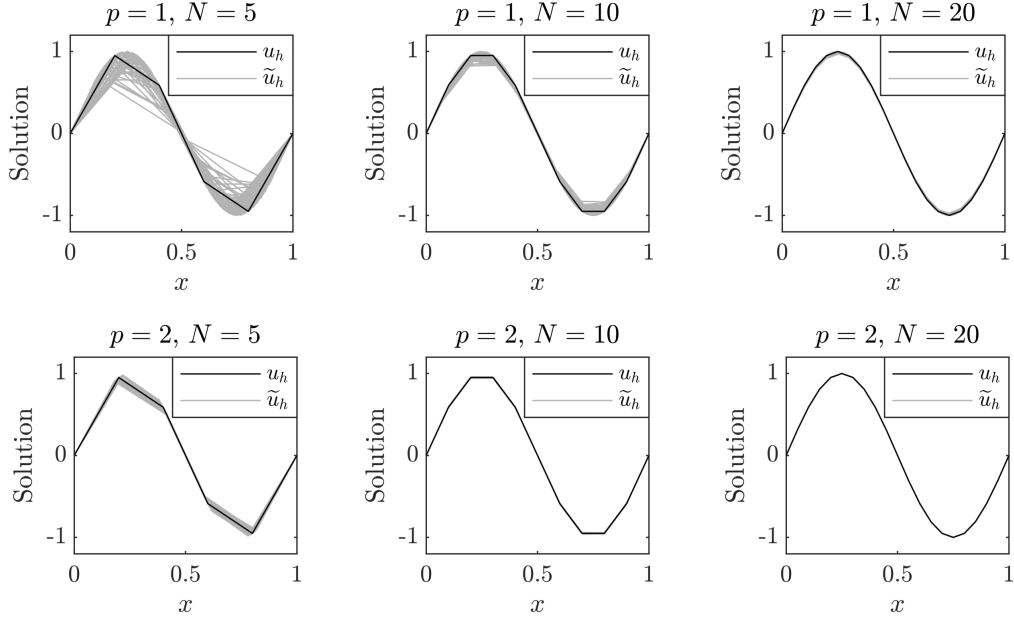 p = 1, N = 5
1
0
-1
Solution
0
0.5
1
x
u_h
ũ_h
p = 1, N = 10
1
0
-1
Solution
0
0.5
1
x
u_h
ũ_h
p = 1, N = 20
1
0
-1
Solution
0
0.5
1
x
u_h
ũ_h
p = 2, N = 5
1
0
-1
Solution
0
0.5
1
x
u_h
ũ_h
p = 2, N = 10
1
0
-1
Solution
0
0.5
1
x
u_h
ũ_h
p = 2, N = 20
1
0
-1
Solution
0
0.5
1
x
u_h
ũ_h